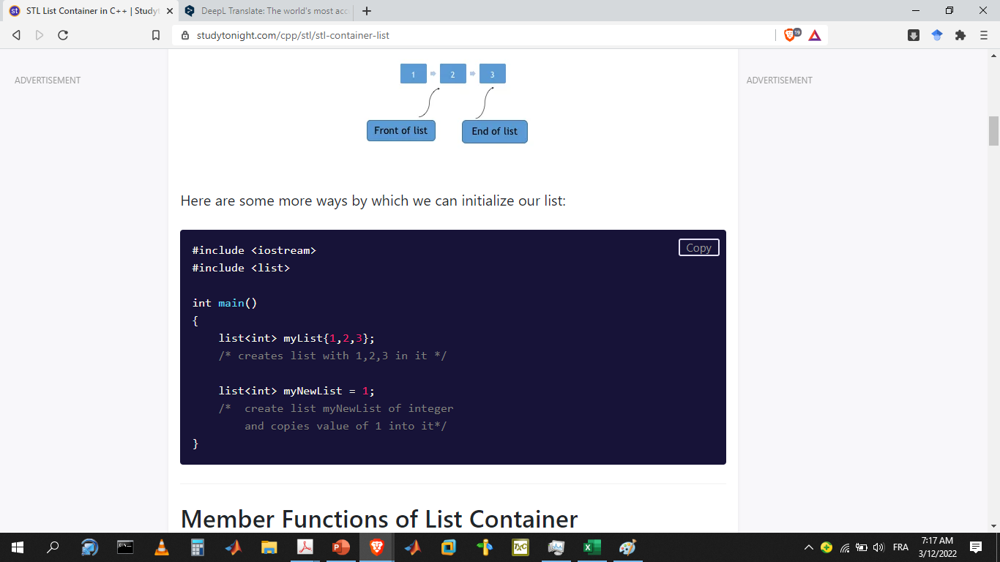 STL List Container in C++ | Studyt
DeepL Translate: The world's most acc
studytonight.com/cpp/stl/stl-container-list
19
ADVERTISEMENT
ADVERTISEMENT
1 2 3
Front of list
End of list
Here are some more ways by which we can initialize our list:
Copy
#include <iostream>
#include <list>
int main()
{
list<int> myList{1,2,3};
/* creates list with 1,2,3 in it */
list<int> myNewList = 1;
/*  create list myNewList of integer
and copies value of 1 into it*/
}
Member Functions of List Container
FRA
7:17 AM
3/12/2022